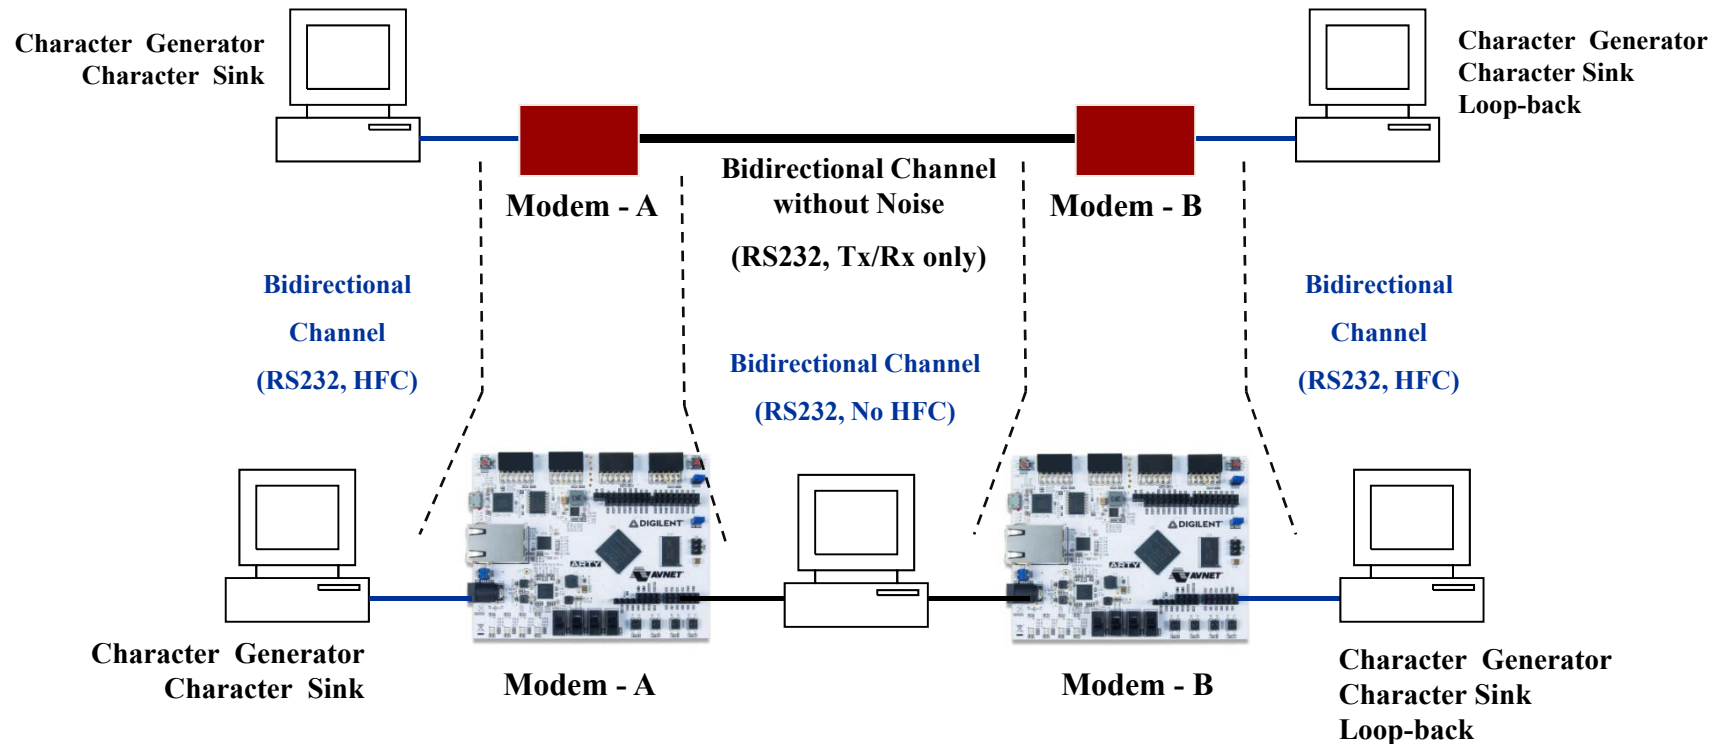 Character Generator
Character Sink
Character Generator
Character Sink
Loop-back
Modem - A
Bidirectional Channel
without Noise
(RS232, Tx/Rx only)
Modem - B
Bidirectional
Channel
(RS232, HFC)
Bidirectional Channel
(RS232, No HFC)
Bidirectional
Channel
(RS232, HFC)
DIGILENT
ARTY
AVNET
DIGILENT
ARTY
AVNET
Character Generator
Character Sink
Modem - A
Modem - B
Character Generator
Character Sink
Loop-back